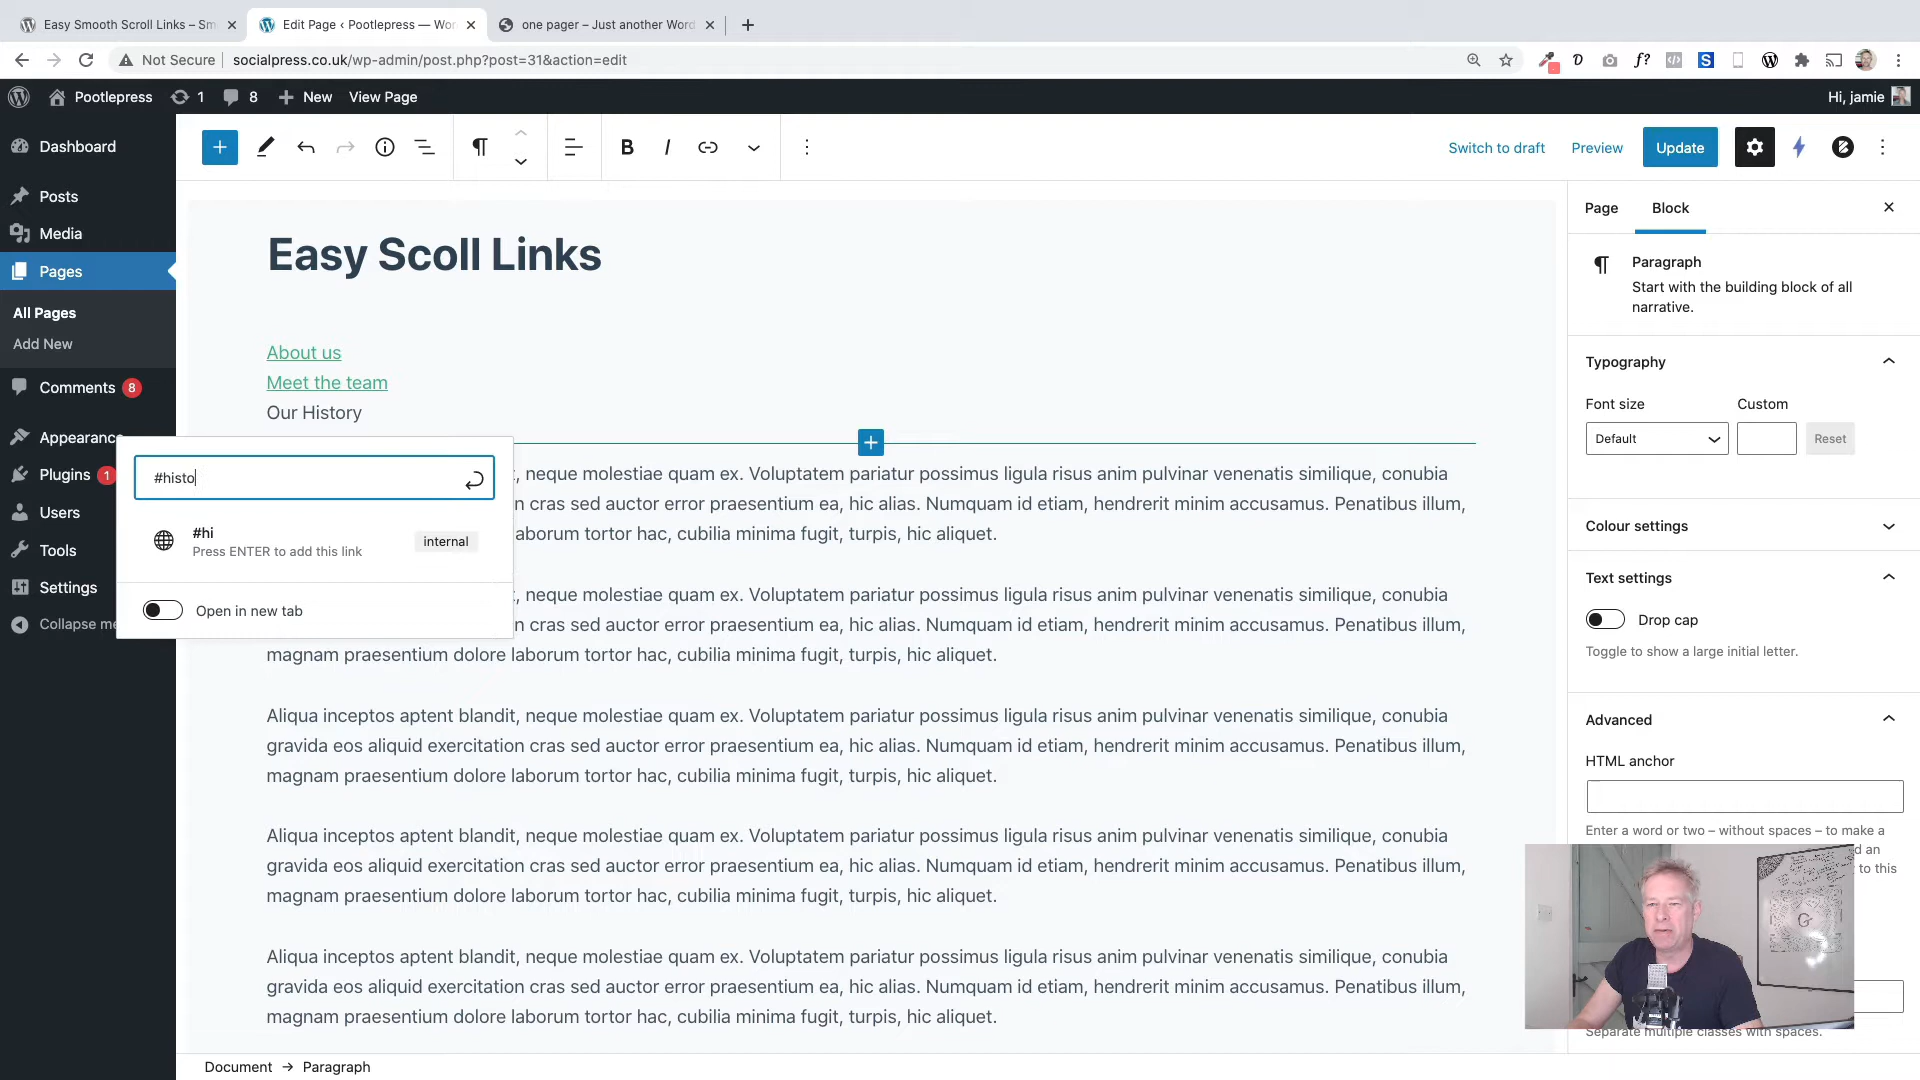 Easy Smooth Scroll Links – Sm
Edit Page ‹ Pootlepress — Wor
one pager – Just another Word
Not Secure
socialpress.co.uk/wp-admin/post.php?post=31&action=edit
Pootlepress
1
8
New
View Page
Hi, jamie
Dashboard
Posts
Media
Pages
All Pages
Add New
Comments 8
Appearance
Plugins 1
Users
Tools
Settings
Collapse me
Switch to draft
Preview
Update
Easy Scoll Links
About us
Meet the team
Our History
#histo
#hi
Press ENTER to add this link
internal
Open in new tab
, neque molestiae quam ex. Voluptatem pariatur possimus ligula risus anim pulvinar venenatis similique, conubia
n cras sed auctor error praesentium ea, hic alias. Numquam id etiam, hendrerit minim accusamus. Penatibus illum,
aborum tortor hac, cubilia minima fugit, turpis, hic aliquet.
, neque molestiae quam ex. Voluptatem pariatur possimus ligula risus anim pulvinar venenatis similique, conubia
n cras sed auctor error praesentium ea, hic alias. Numquam id etiam, hendrerit minim accusamus. Penatibus illum,
magnam praesentium dolore laborum tortor hac, cubilia minima fugit, turpis, hic aliquet.
Aliqua inceptos aptent blandit, neque molestiae quam ex. Voluptatem pariatur possimus ligula risus anim pulvinar venenatis similique, conubia
gravida eos aliquid exercitation cras sed auctor error praesentium ea, hic alias. Numquam id etiam, hendrerit minim accusamus. Penatibus illum,
magnam praesentium dolore laborum tortor hac, cubilia minima fugit, turpis, hic aliquet.
Aliqua inceptos aptent blandit, neque molestiae quam ex. Voluptatem pariatur possimus ligula risus anim pulvinar venenatis similique, conubia
gravida eos aliquid exercitation cras sed auctor error praesentium ea, hic alias. Numquam id etiam, hendrerit minim accusamus. Penatibus illum,
magnam praesentium dolore laborum tortor hac, cubilia minima fugit, turpis, hic aliquet.
Aliqua inceptos aptent blandit, neque molestiae quam ex. Voluptatem pariatur possimus ligula risus anim pulvinar venenatis similique, conubia
gravida eos aliquid exercitation cras sed auctor error praesentium ea, hic alias. Numquam id etiam, hendrerit minim accusamus. Penatibus illum,
magnam praesentium dolore laborum tortor hac, cubilia minima fugit, turpis, hic aliquet.
Document → Paragraph
Page
Block
Paragraph
Start with the building block of all
narrative.
Typography
Font size
Custom
Default
Reset
Colour settings
Text settings
Drop cap
Toggle to show a large initial letter.
Advanced
HTML anchor
Enter a word or two – without spaces – to make a
d an
to this
Separate multiple classes with spaces.